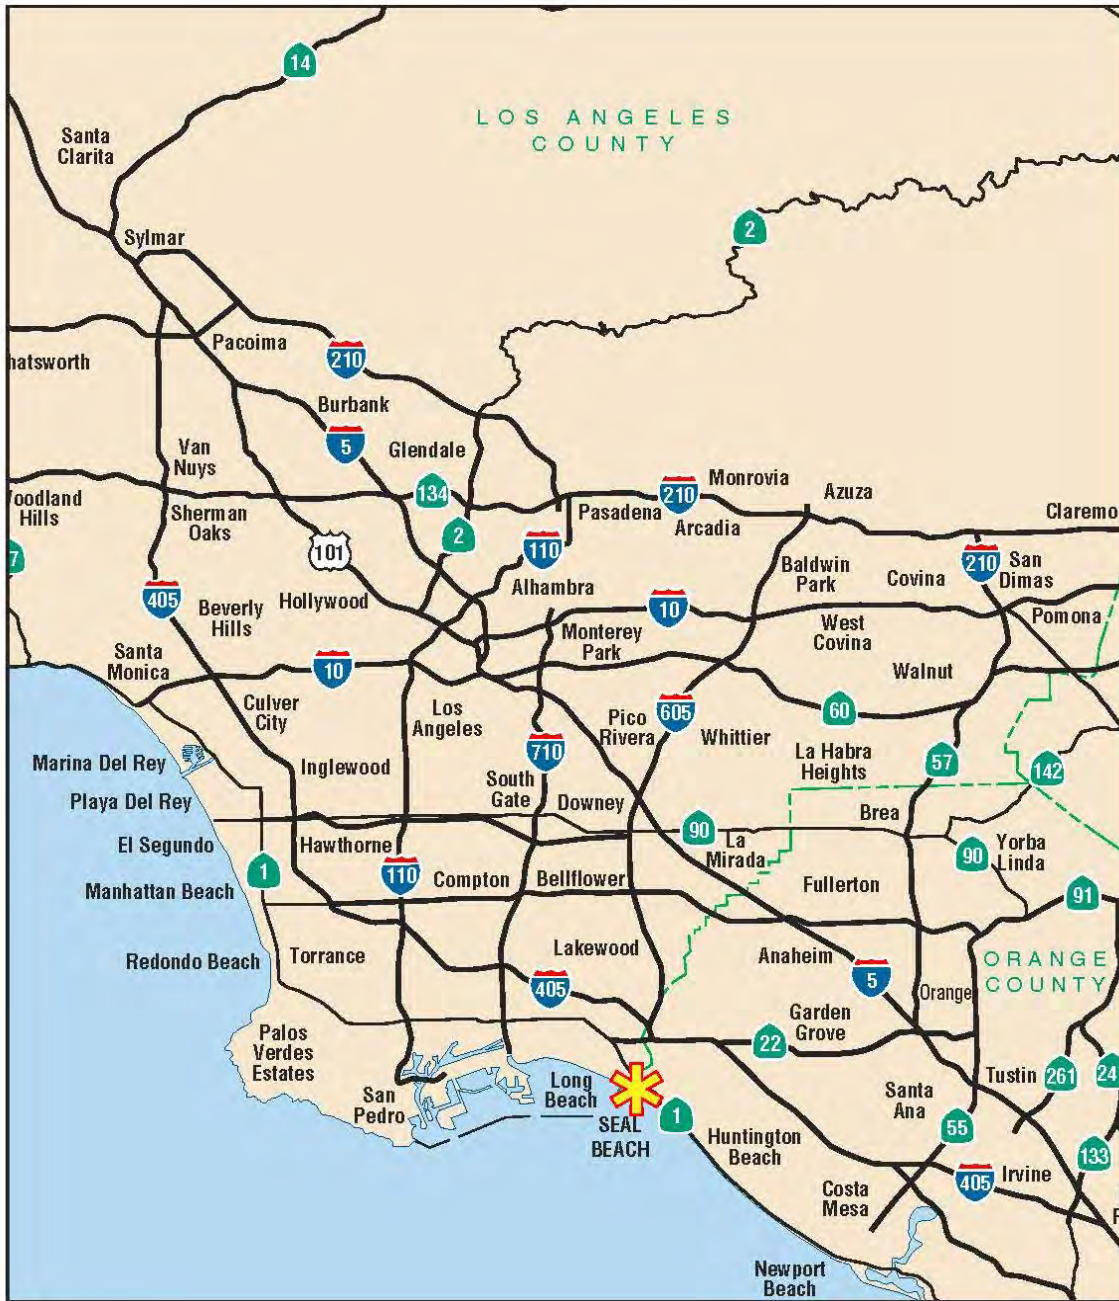 14
LOS ANGELES
COUNTY
Santa
Clarita
2
Sylmar
Pacoima
210
hatsworth
Burbank
5
Glendale
Van
Nuys
134
210
Monrovia
Azuza
oodland
Hills
Sherman
Oaks
2
Pasadena
Arcadia
Claremo
101
110
7
210
San
Dimas
Baldwin
Park
Covina
Alhambra
405
Beverly
Hills
Hollywood
10
Pomona
West
Covina
Monterey
Park
Santa
Monica
10
Walnut
Culver
City
Los
Angeles
Pico
Rivera
605
Whittier
60
La Habra
Heights
57
142
710
Marina Del Rey
Inglewood
South
Gate
Downey
Playa Del Rey
Brea
90
La
Mirada
El Segundo
Hawthorne
90
Yorba
Linda
1
110
Compton
Bellflower
Fullerton
91
Manhattan Beach
Redondo Beach
Torrance
Lakewood
Anaheim
ORANGE
COUNTY
405
5
Orange
Garden
Grove
22
Palos
Verdes
Estates
San
Pedro
Long
Beach
SEAL
BEACH
1
Santa
Ana
Tustin
261
24
55
Huntington
Beach
133
405
Irvine
Costa
Mesa
Newport
Beach